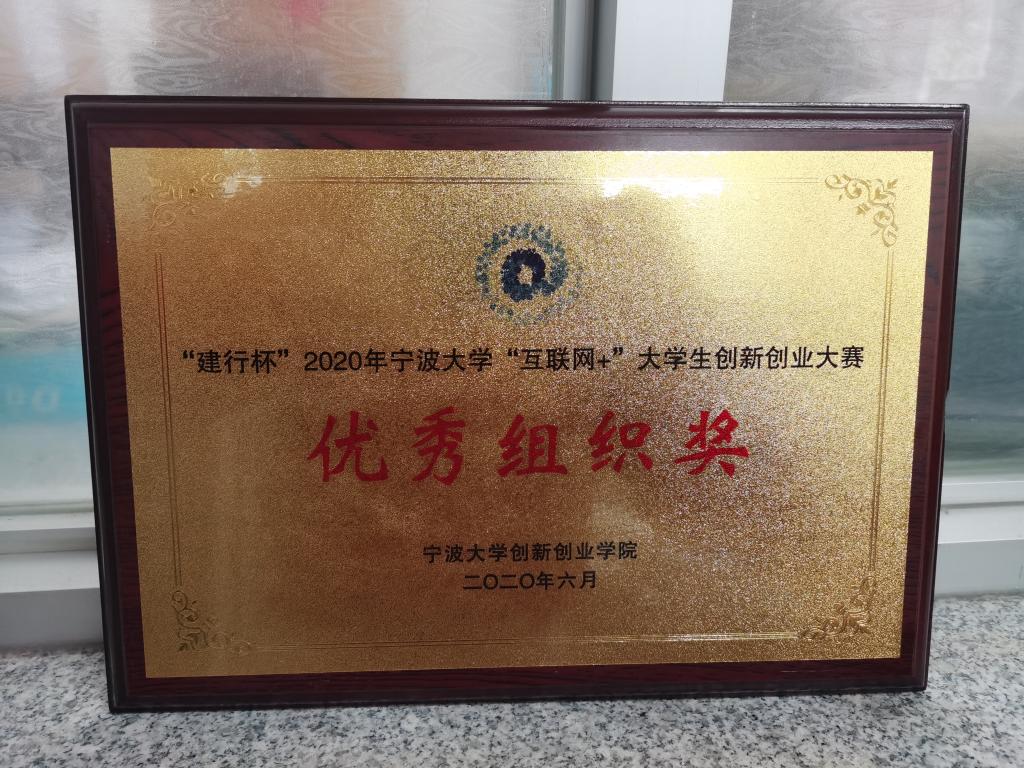 “建行杯”2020年宁波大学“互联网+”大学生创新创业大赛
优秀组织奖
宁波大学创新创业学院
二〇二〇年六月